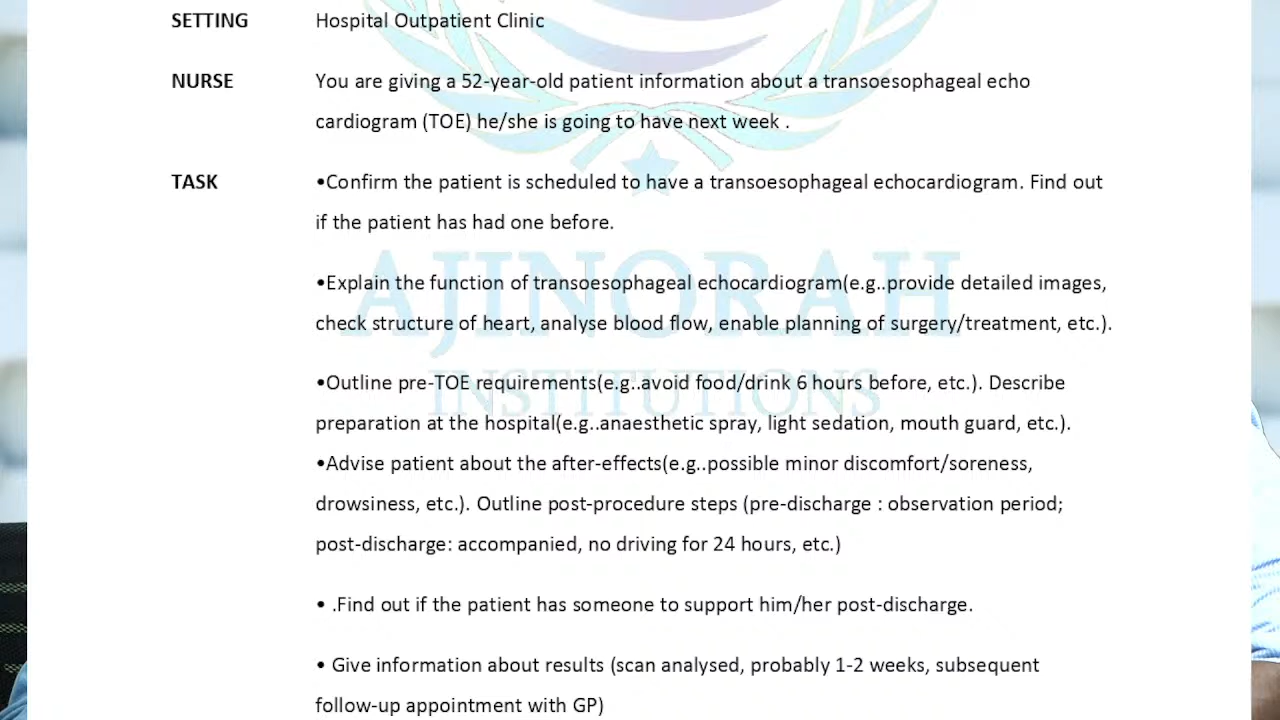 SETTING Hospital Outpatient Clinic
NURSE You are giving a 52-year-old patient information about a transoesophageal echo
cardiogram (TOE) he/she is going to have next week .
TASK •Confirm the patient is scheduled to have a transoesophageal echocardiogram. Find out
if the patient has had one before.
•Explain the function of transoesophageal echocardiogram(e.g..provide detailed images,
check structure of heart, analyse blood flow, enable planning of surgery/treatment, etc.).
•Outline pre-TOE requirements(e.g..avoid food/drink 6 hours before, etc.). Describe
preparation at the hospital(e.g..anaesthetic spray, light sedation, mouth guard, etc.).
•Advise patient about the after-effects(e.g..possible minor discomfort/soreness,
drowsiness, etc.). Outline post-procedure steps (pre-discharge : observation period;
post-discharge: accompanied, no driving for 24 hours, etc.)
• .Find out if the patient has someone to support him/her post-discharge.
• Give information about results (scan analysed, probably 1-2 weeks, subsequent
follow-up appointment with GP)
AJINORAH
INSTITUTIONS